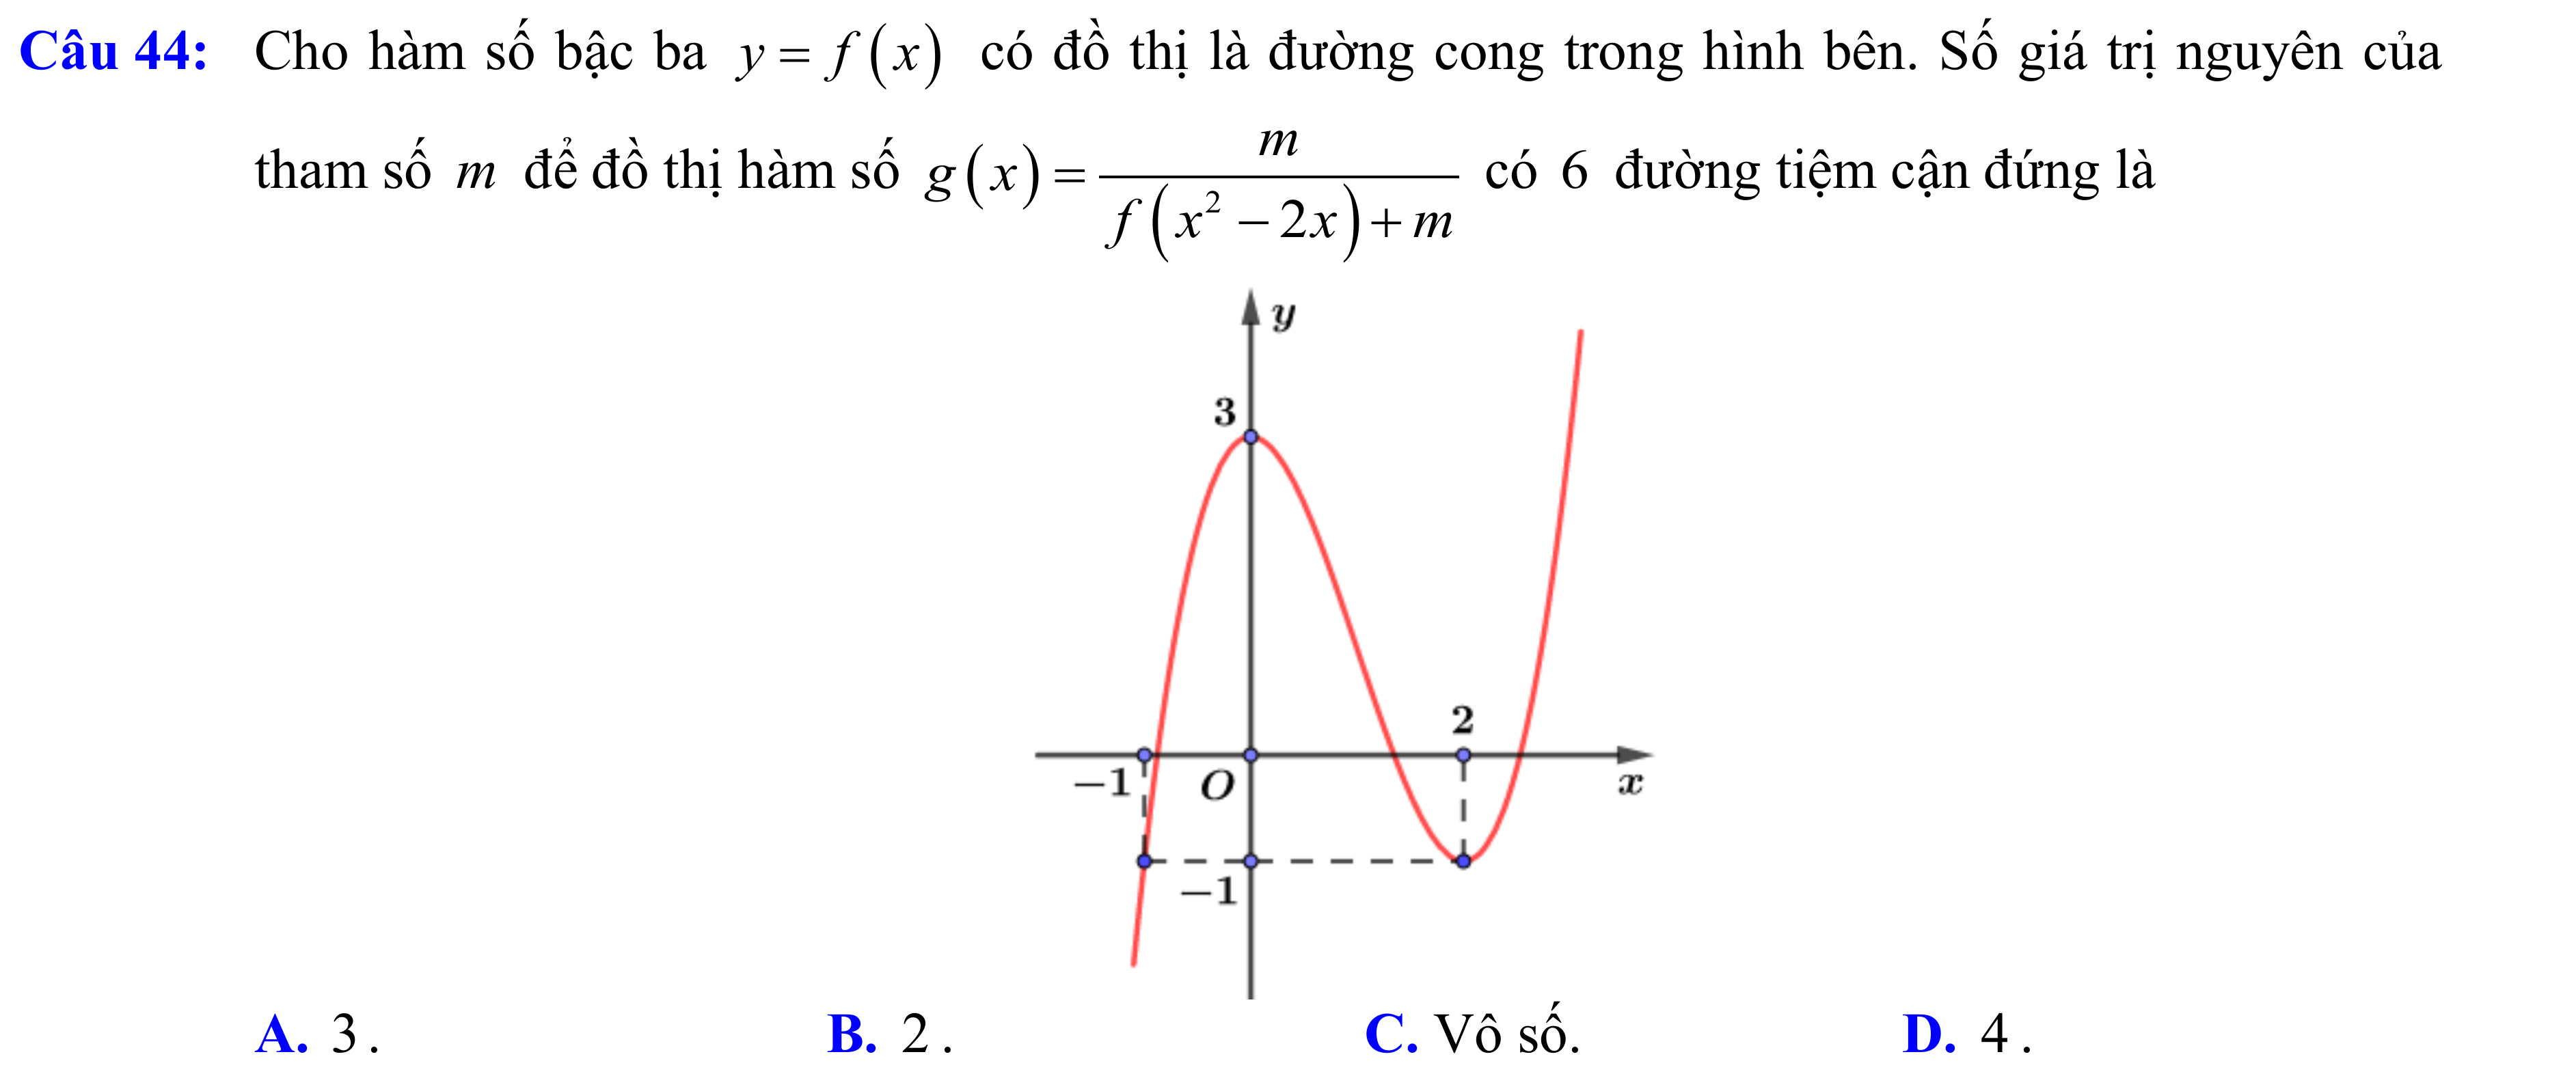 Câu 44: Cho hàm số bậc ba y = f(x) có đồ thị là đường cong trong hình bên. Số giá trị nguyên của
tham số m để đồ thị hàm số g(x) = \frac{m}{f(x^2 - 2x) + m} có 6 đường tiệm cận đứng là
y
3
2
-1
O
x
-1
A. 3.
B. 2.
C. Vô số.
D. 4.